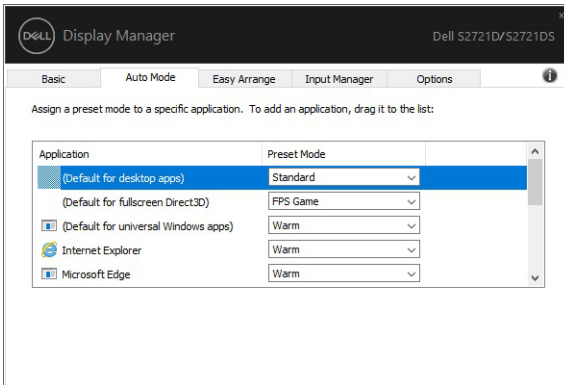 DELL Display Manager Dell S2721D/S2721DS
Basic Auto Mode Easy Arrange Input Manager Options
Assign a preset mode to a specific application. To add an application, drag it to the list:
Application Preset Mode
(Default for desktop apps) Standard
(Default for fullscreen Direct3D) FPS Game
(Default for universal Windows apps) Warm
Internet Explorer Warm
Microsoft Edge Warm